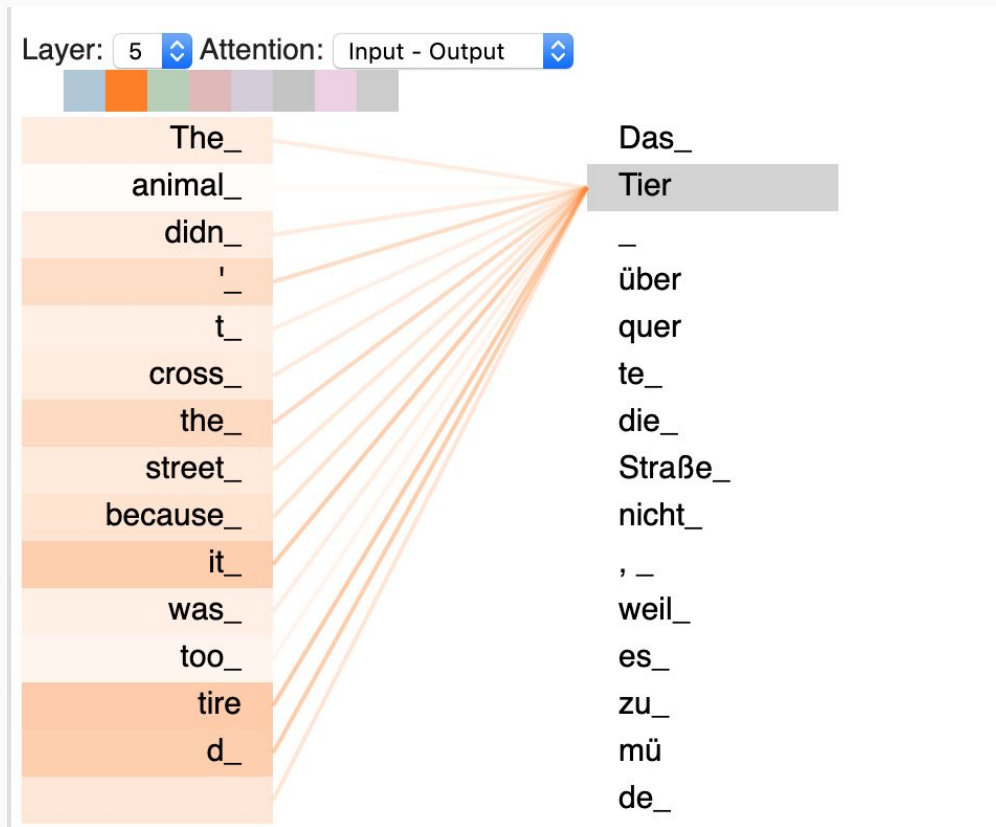 Layer: 5 Attention: Input - Output
The_ Das_
animal_ Tier
didn_ _
'_ über
t_ quer
cross_ te_
the_ die_
street_ Straße_
because_ nicht_
it_ , _
was_ weil_
too_ es_
tire zu_
d_ mü
de_